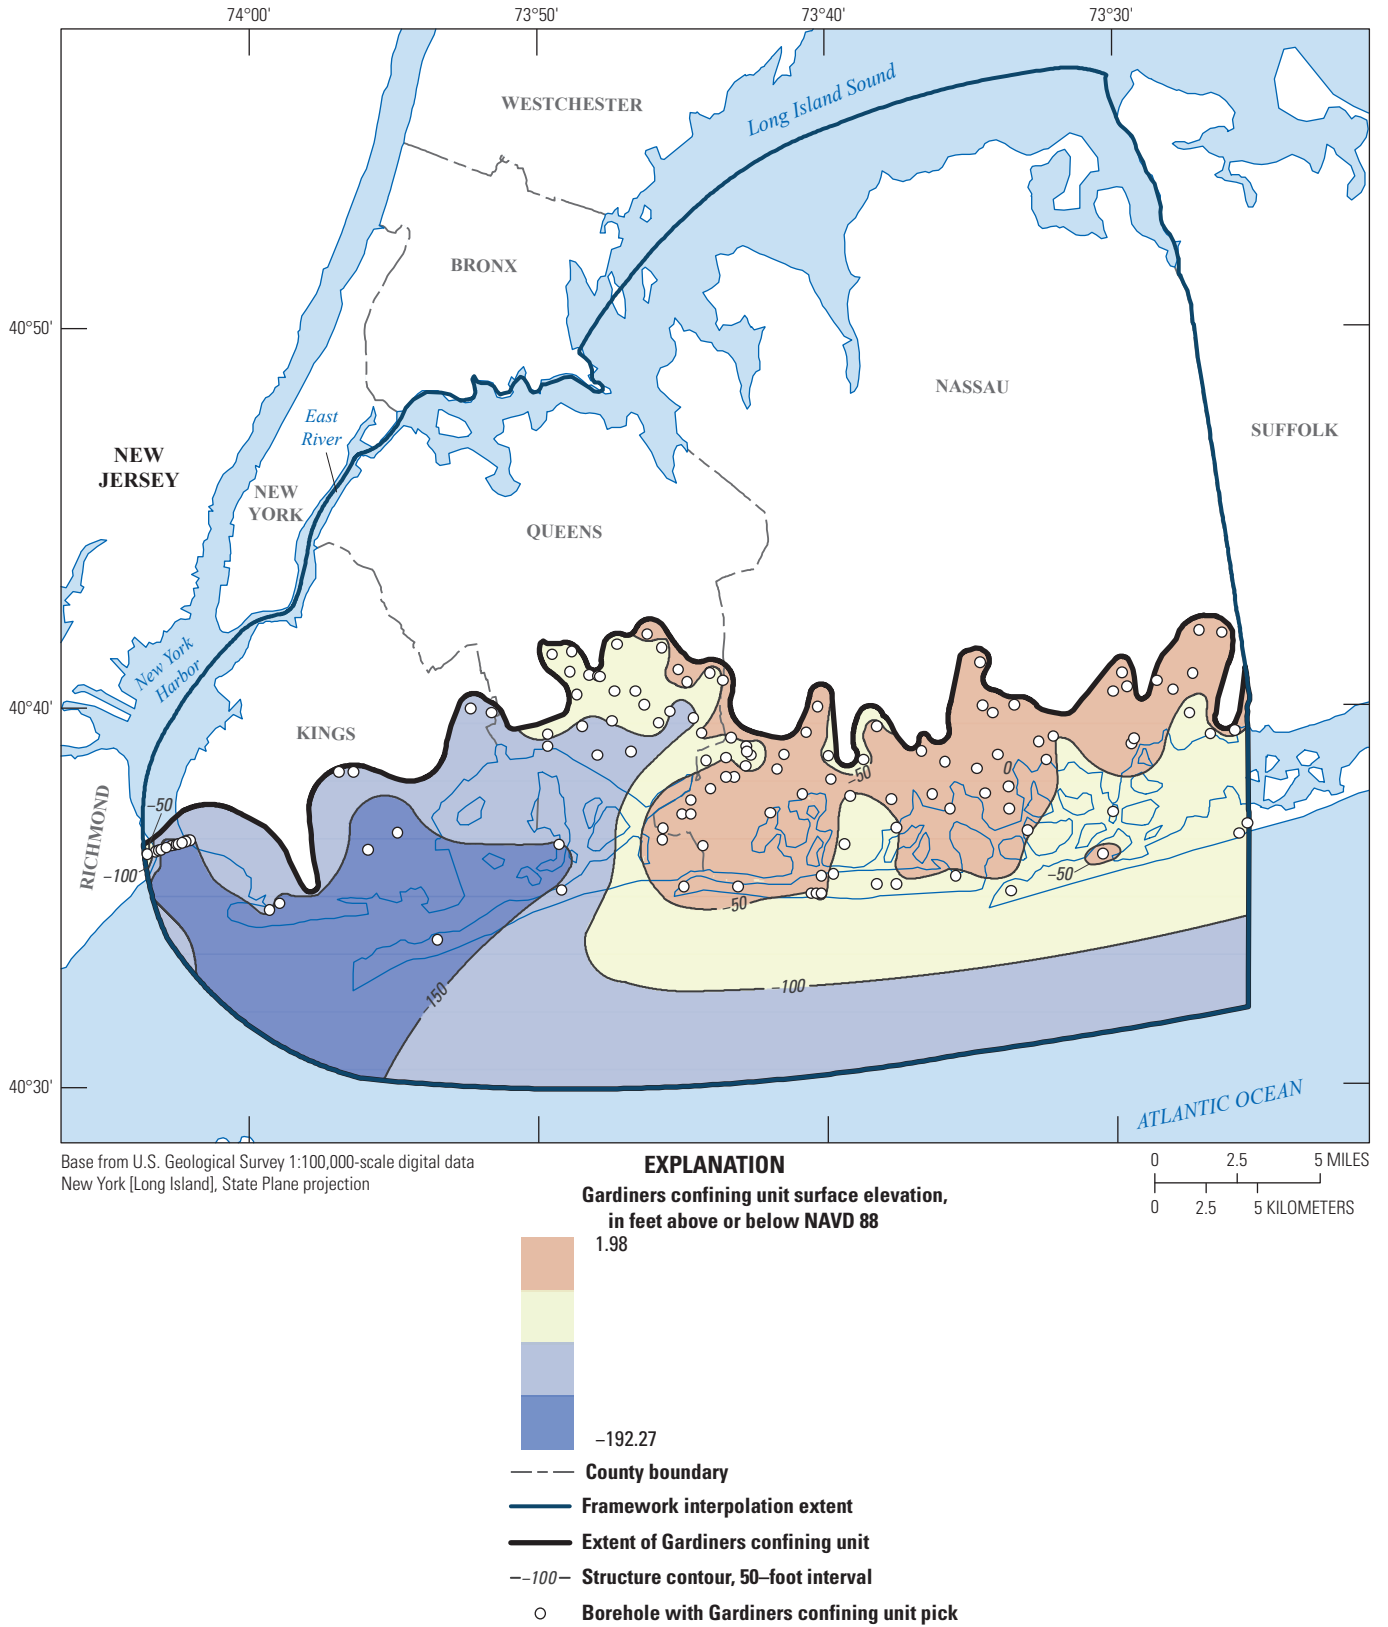 74°00'
73°50'
73°40'
73°30'
WESTCHESTER
Long Island Sound
BRONX
40°50'
NASSAU
East
River
SUFFOLK
NEW
JERSEY
NEW
YORK
QUEENS
New York
Harbor
40°40'
KINGS
RICHMOND
−50
−100
−50
0
−50
−50
−100
−150
40°30'
ATLANTIC OCEAN
Base from U.S. Geological Survey 1:100,000-scale digital data
New York [Long Island], State Plane projection
0 2.5 5 MILES
0 2.5 5 KILOMETERS
EXPLANATION
Gardiners confining unit surface elevation,
in feet above or below NAVD 88
1.98
−192.27
County boundary
Framework interpolation extent
Extent of Gardiners confining unit
−100 Structure contour, 50–foot interval
Borehole with Gardiners confining unit pick